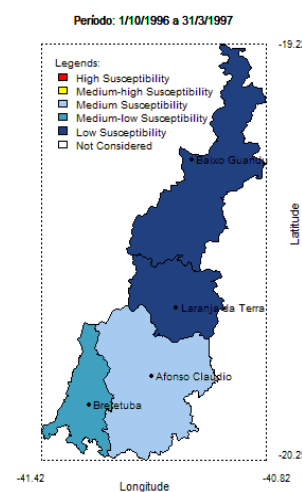 Período: 1/10/1996 a 31/3/1997
-19.22
Legends:
High Susceptibility
Medium-high Susceptibility
Medium Susceptibility
Medium-low Susceptibility
Low Susceptibility
Not Considered
Baixo Guandu
Latitude
Laranja da Terra
Afonso Claudio
Brejetuba
-20.25
-41.42
-40.82
Longitude